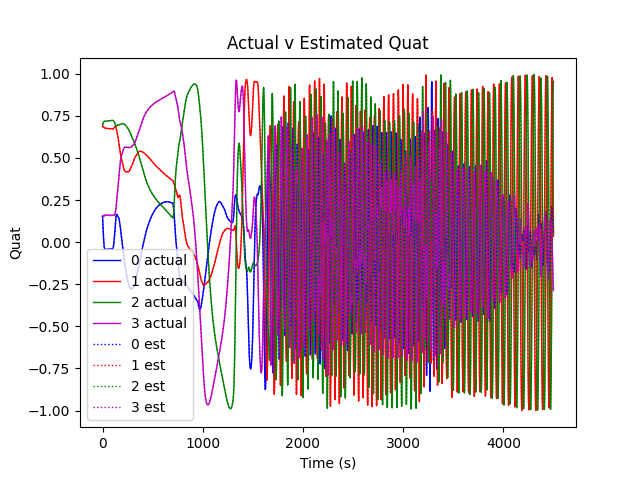 Actual v Estimated Quat
1.00
0.75
0.50
0.25
0.00
−0.25
−0.50
−0.75
−1.00
Quat
0 actual
1 actual
2 actual
3 actual
0 est
1 est
2 est
3 est
0 1000 2000 3000 4000
Time (s)